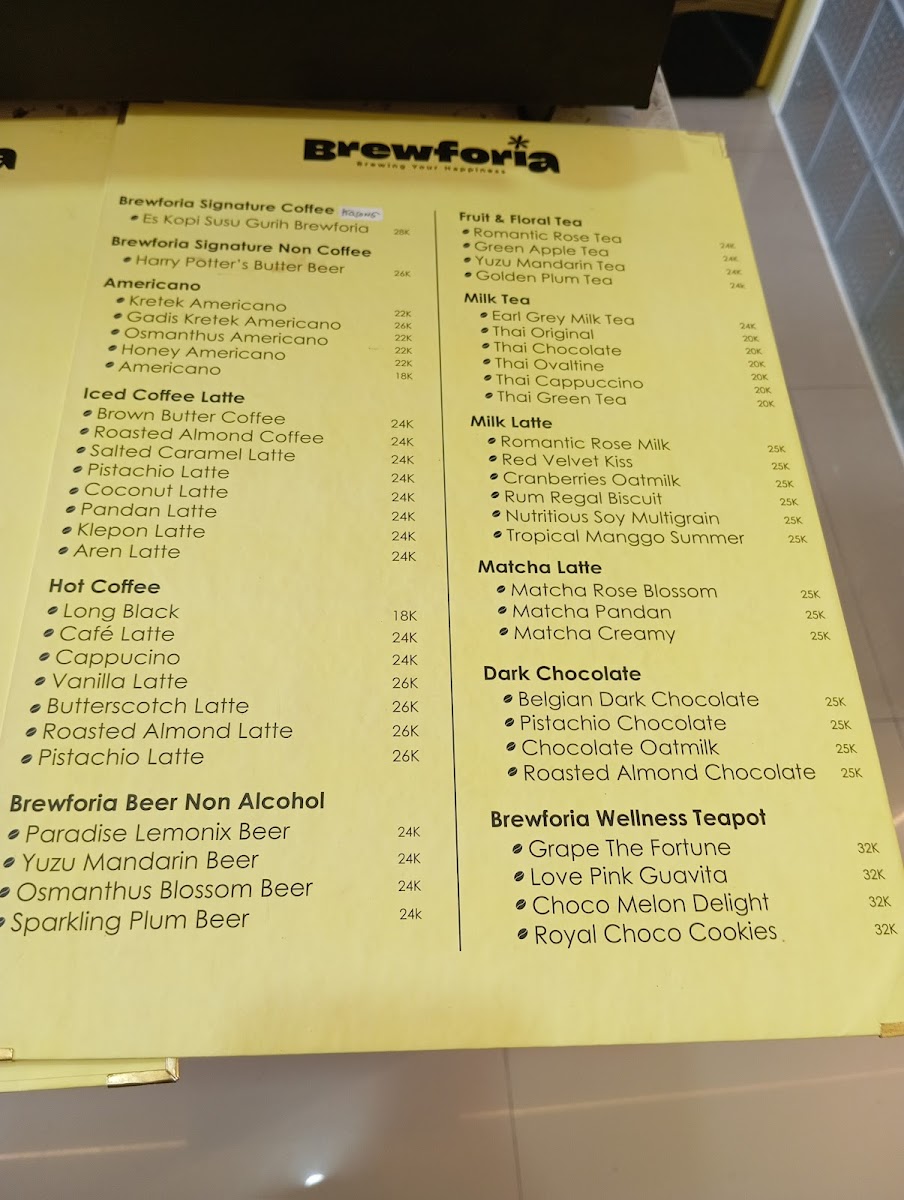 a
Brewforia
Brewing Your Happiness
Brewforia Signature Coffee
Es Kopi Susu Gurih Brewforia 28K
Brewforia Signature Non Coffee
Harry Potter's Butter Beer 26K
Americano
Kretek Americano 22K
Gadis Kretek Americano 26K
Osmanthus Americano 22K
Honey Americano 22K
Americano 18K
Iced Coffee Latte
Brown Butter Coffee 24K
Roasted Almond Coffee 24K
Salted Caramel Latte 24K
Pistachio Latte 24K
Coconut Latte 24K
Pandan Latte 24K
Klepon Latte 24K
Aren Latte 24K
Hot Coffee
Long Black 18K
Café Latte 24K
Cappucino 24K
Vanilla Latte 26K
Butterscotch Latte 26K
Roasted Almond Latte 26K
Pistachio Latte 26K
Brewforia Beer Non Alcohol
Paradise Lemonix Beer 24K
Yuzu Mandarin Beer 24K
Osmanthus Blossom Beer 24K
Sparkling Plum Beer 24k
Fruit & Floral Tea
Romantic Rose Tea 24K
Green Apple Tea 24K
Yuzu Mandarin Tea 24K
Golden Plum Tea 24k
Milk Tea
Earl Grey Milk Tea 24K
Thai Original 20K
Thai Chocolate 20K
Thai Ovaltine 20K
Thai Cappuccino 20K
Thai Green Tea 20K
20K
Milk Latte
Romantic Rose Milk 25K
Red Velvet Kiss 25K
Cranberries Oatmilk 25K
Rum Regal Biscuit 25K
Nutritious Soy Multigrain 25K
Tropical Manggo Summer 25K
Matcha Latte
Matcha Rose Blossom 25K
Matcha Pandan 25K
Matcha Creamy 25K
Dark Chocolate
Belgian Dark Chocolate 25K
Pistachio Chocolate 25K
Chocolate Oatmilk 25K
Roasted Almond Chocolate 25K
Brewforia Wellness Teapot
Grape The Fortune 32K
Love Pink Guavita 32K
Choco Melon Delight 32K
Royal Choco Cookies 32K